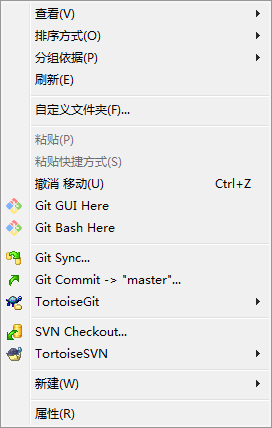 查看(V)
排序方式(O)
分组依据(P)
刷新(E)
自定义文件夹(F)...
粘贴(P)
粘贴快捷方式(S)
撤消 移动(U) Ctrl+Z
Git GUI Here
Git Bash Here
Git Sync...
Git Commit -> "master"...
TortoiseGit
SVN Checkout...
TortoiseSVN
新建(W)
属性(R)